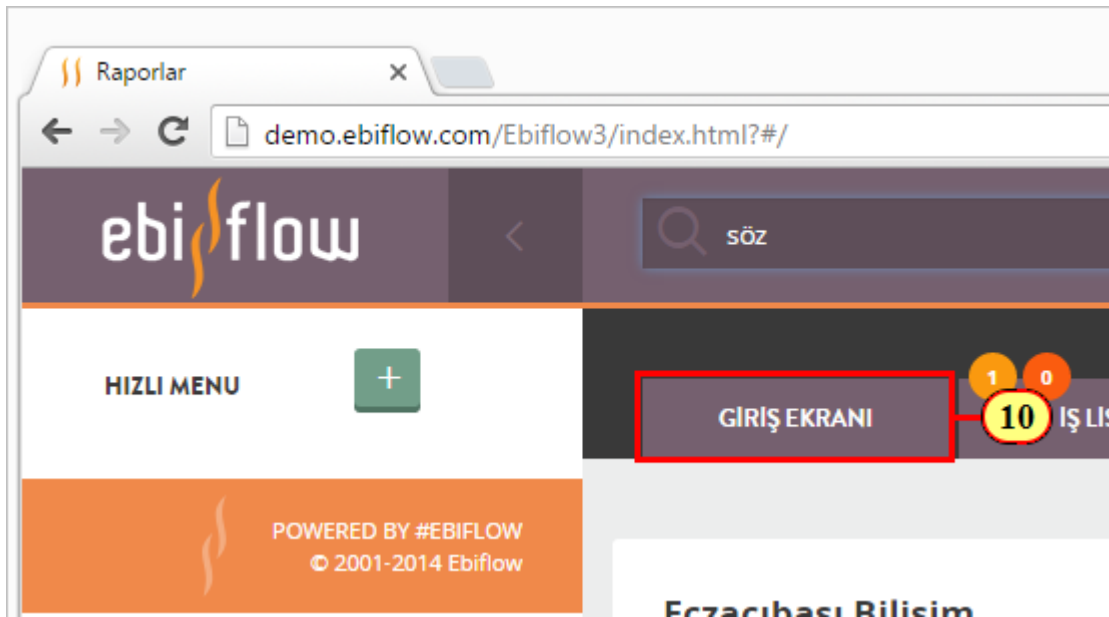 Raporlar
demo.ebiflow.com/Ebiflow3/index.html?#/
ebiflow
söz
HIZLI MENU
+
1 0
GİRİŞ EKRANI
10
İŞ
POWERED BY #EBIFLOW
© 2001-2014 Ebiflow
Eczacıbaşı Bilişim